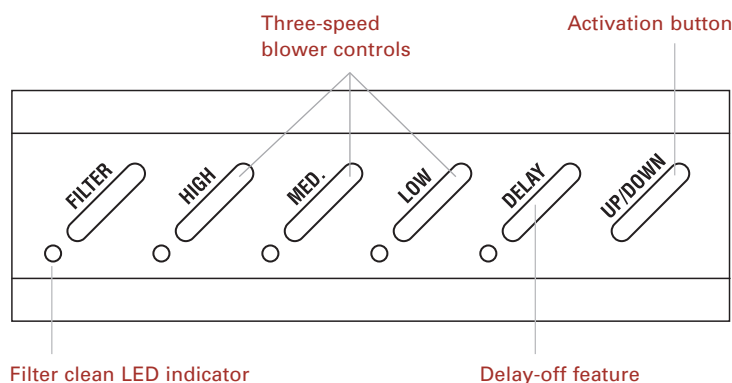 Three-speed
blower controls
Activation button
FILTER
HIGH
MED.
LOW
DELAY
UP/DOWN
Filter clean LED indicator
Delay-off feature